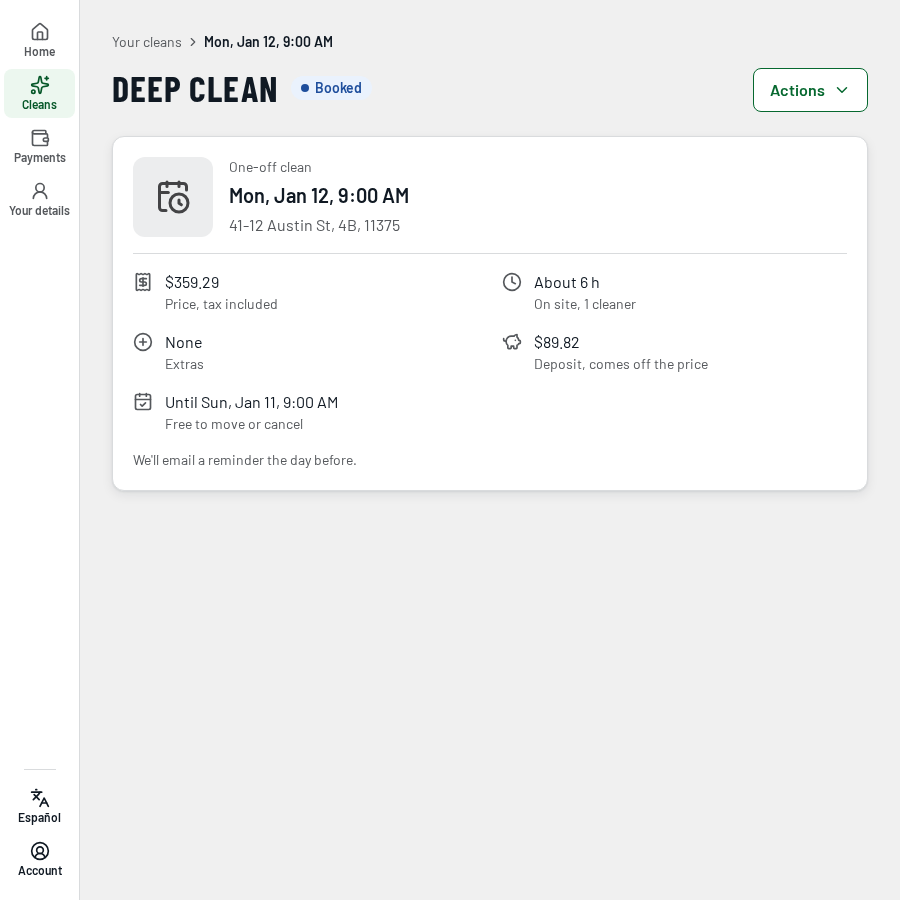 Home
Cleans
Payments
Your details
Español
Account
Your cleans > Mon, Jan 12, 9:00 AM
DEEP CLEAN
Booked
Actions
One-off clean
Mon, Jan 12, 9:00 AM
41-12 Austin St, 4B, 11375
$359.29
Price, tax included
About 6 h
On site, 1 cleaner
None
Extras
$89.82
Deposit, comes off the price
Until Sun, Jan 11, 9:00 AM
Free to move or cancel
We'll email a reminder the day before.